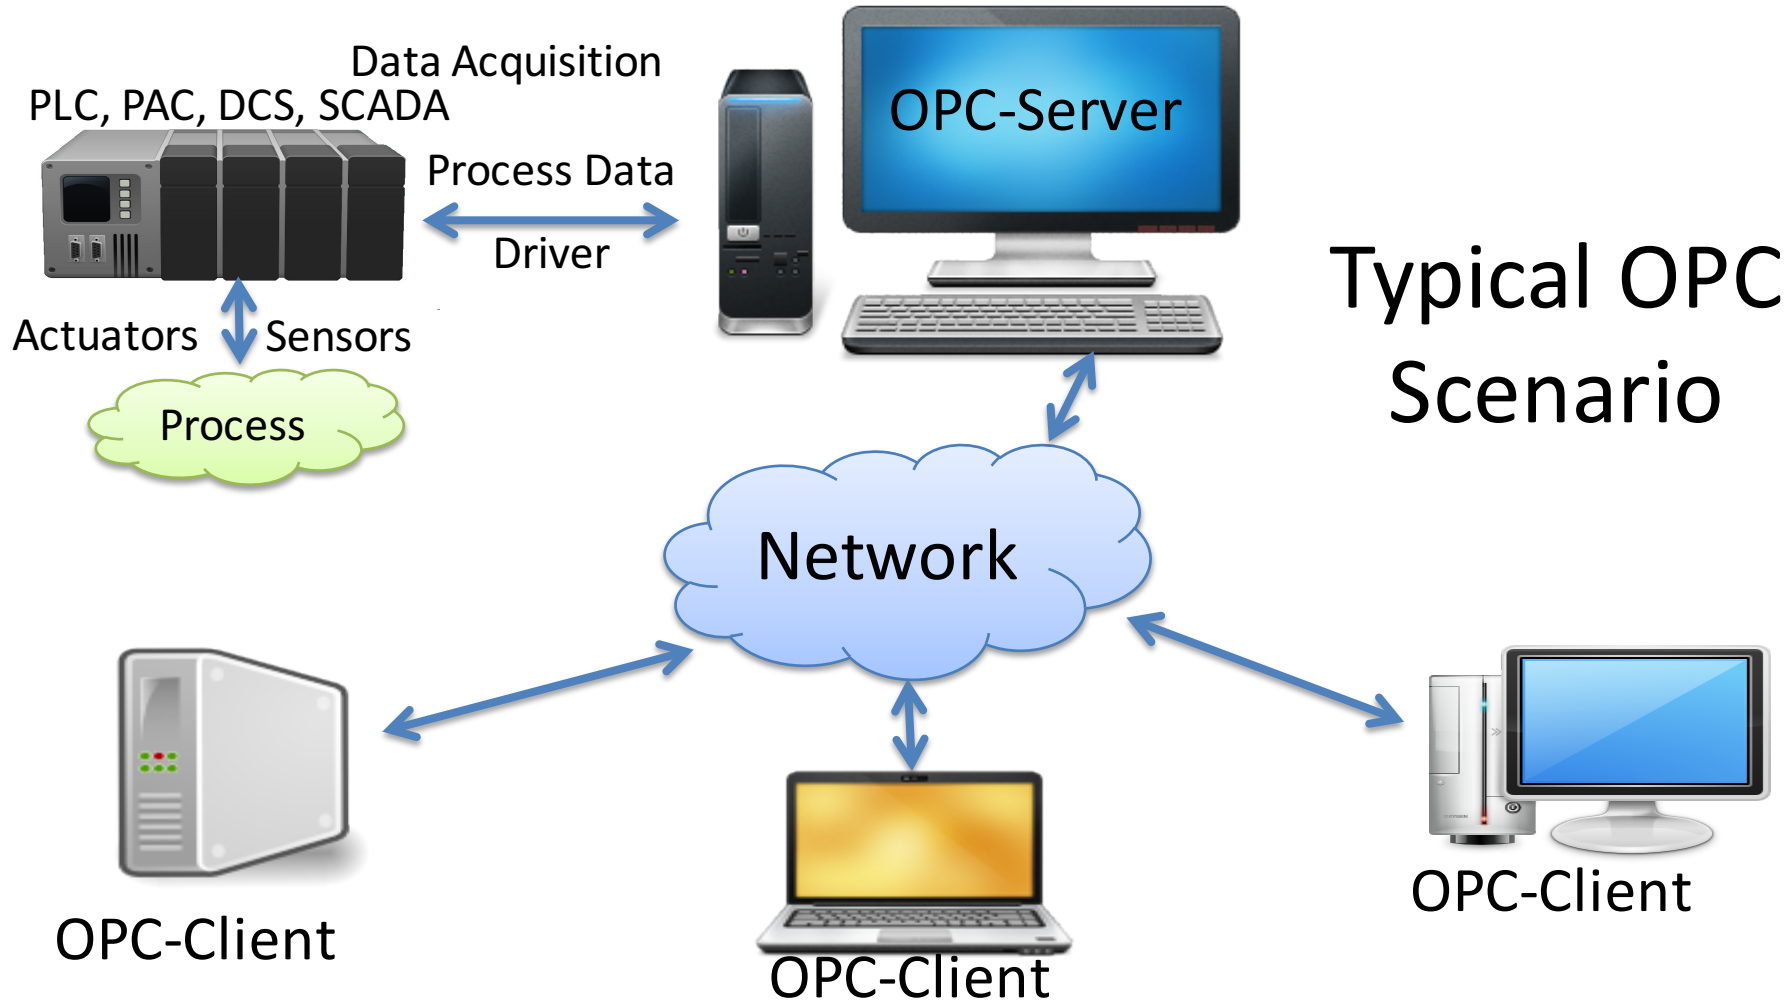 Data Acquisition
PLC, PAC, DCS, SCADA
OPC-Server
Process Data
Driver
Actuators
Sensors
Process
Typical OPC
Scenario
Network
OPC-Client
OPC-Client
OPC-Client